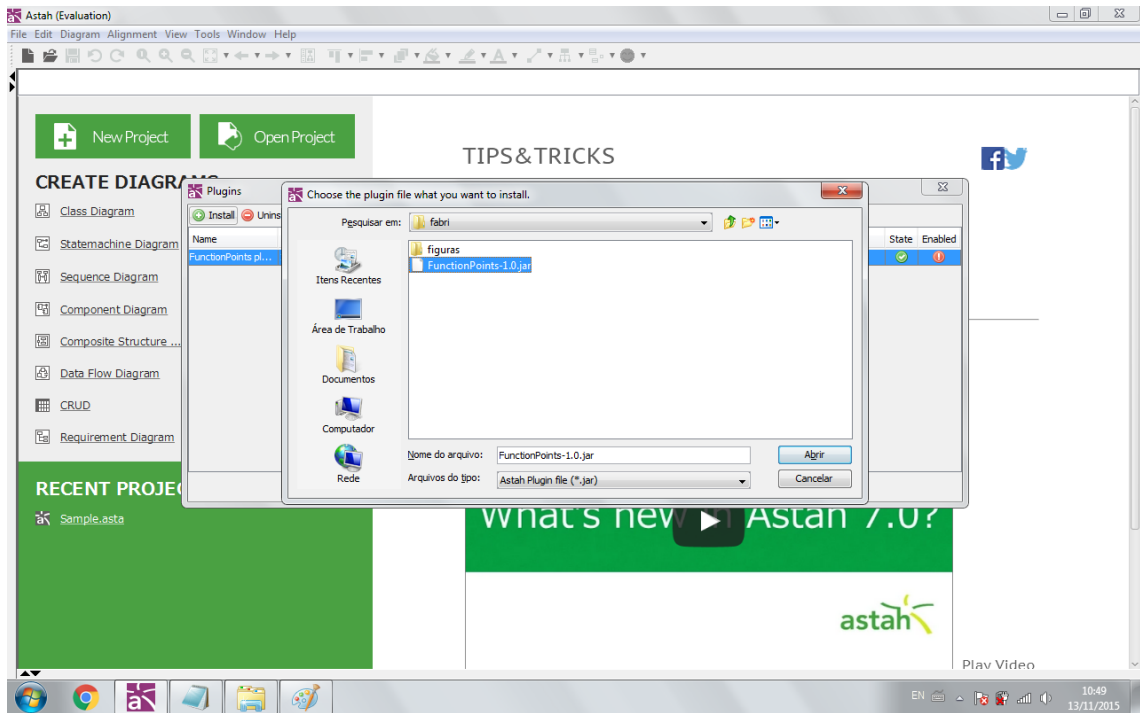 Astah (Evaluation)
File Edit Diagram Alignment View Tools Window Help
New Project
Open Project
TIPS&TRICKS
CREATE DIAGRAMS
Class Diagram
Statemachine Diagram
Sequence Diagram
Component Diagram
Composite Structure ...
Data Flow Diagram
CRUD
Requirement Diagram
RECENT PROJEC
Sample.asta
Plugins
Install Unins
Name State Enabled
FunctionPoints pl...
Choose the plugin file what you want to install.
Pesquisar em: fabri
figuras
FunctionPoints-1.0.jar
Itens Recentes
Área de Trabalho
Documentos
Computador
Rede
Nome do arquivo: FunctionPoints-1.0.jar Abrir
Arquivos do tipo: Astah Plugin file (*.jar) Cancelar
What's new in Astah 7.0?
astah
Play Video
EN
10:49
13/11/2015